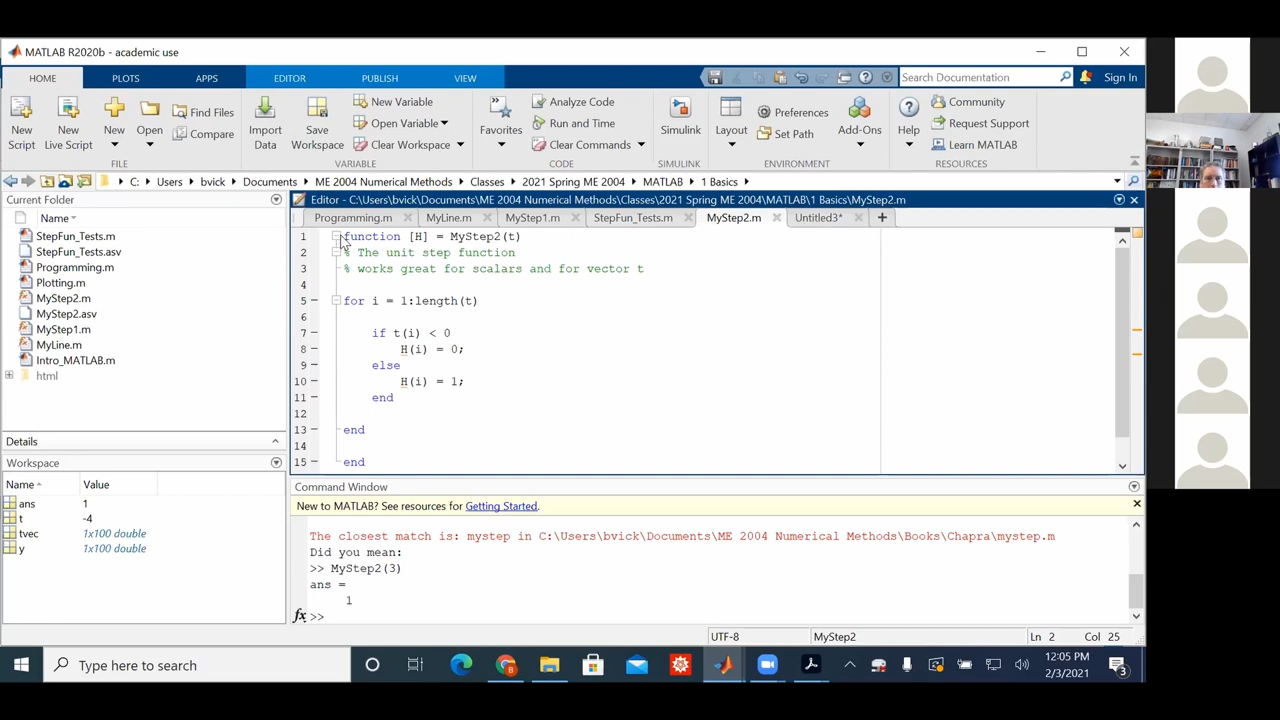 MATLAB R2020b - academic use
HOME PLOTS APPS EDITOR PUBLISH VIEW Search Documentation Sign In
New Script New Live Script New Open Find Files Compare Import Data Save Workspace New Variable Open Variable Clear Workspace Favorites Analyze Code Run and Time Clear Commands Simulink Layout Preferences Set Path Add-Ons Help Community Request Support Learn MATLAB
FILE VARIABLE CODE SIMULINK ENVIRONMENT RESOURCES
C: Users bvick Documents ME 2004 Numerical Methods Classes 2021 Spring ME 2004 MATLAB 1 Basics
Current Folder
Name
StepFun_Tests.m
StepFun_Tests.asv
Programming.m
Plotting.m
MyStep2.m
MyStep2.asv
MyStep1.m
MyLine.m
Intro_MATLAB.m
html
Details
Workspace
Name Value
ans 1
t -4
tvec 1x100 double
y 1x100 double
Editor - C:\Users\bvick\Documents\ME 2004 Numerical Methods\Classes\2021 Spring ME 2004\MATLAB\1 Basics\MyStep2.m
Programming.m MyLine.m MyStep1.m StepFun_Tests.m MyStep2.m Untitled3*
1 function [H] = MyStep2(t)
2 % The unit step function
3 % works great for scalars and for vector t
4
5 for i = 1:length(t)
6
7 if t(i) < 0
8 H(i) = 0;
9 else
10 H(i) = 1;
11 end
12
13 end
14
15 end
Command Window
New to MATLAB? See resources for Getting Started.
The closest match is: mystep in C:\Users\bvick\Documents\ME 2004 Numerical Methods\Books\Chapra\mystep.m
Did you mean:
>> MyStep2(3)
ans =
1
fx >>
UTF-8 MyStep2 Ln 2 Col 25
Type here to search
12:05 PM
2/3/2021
3